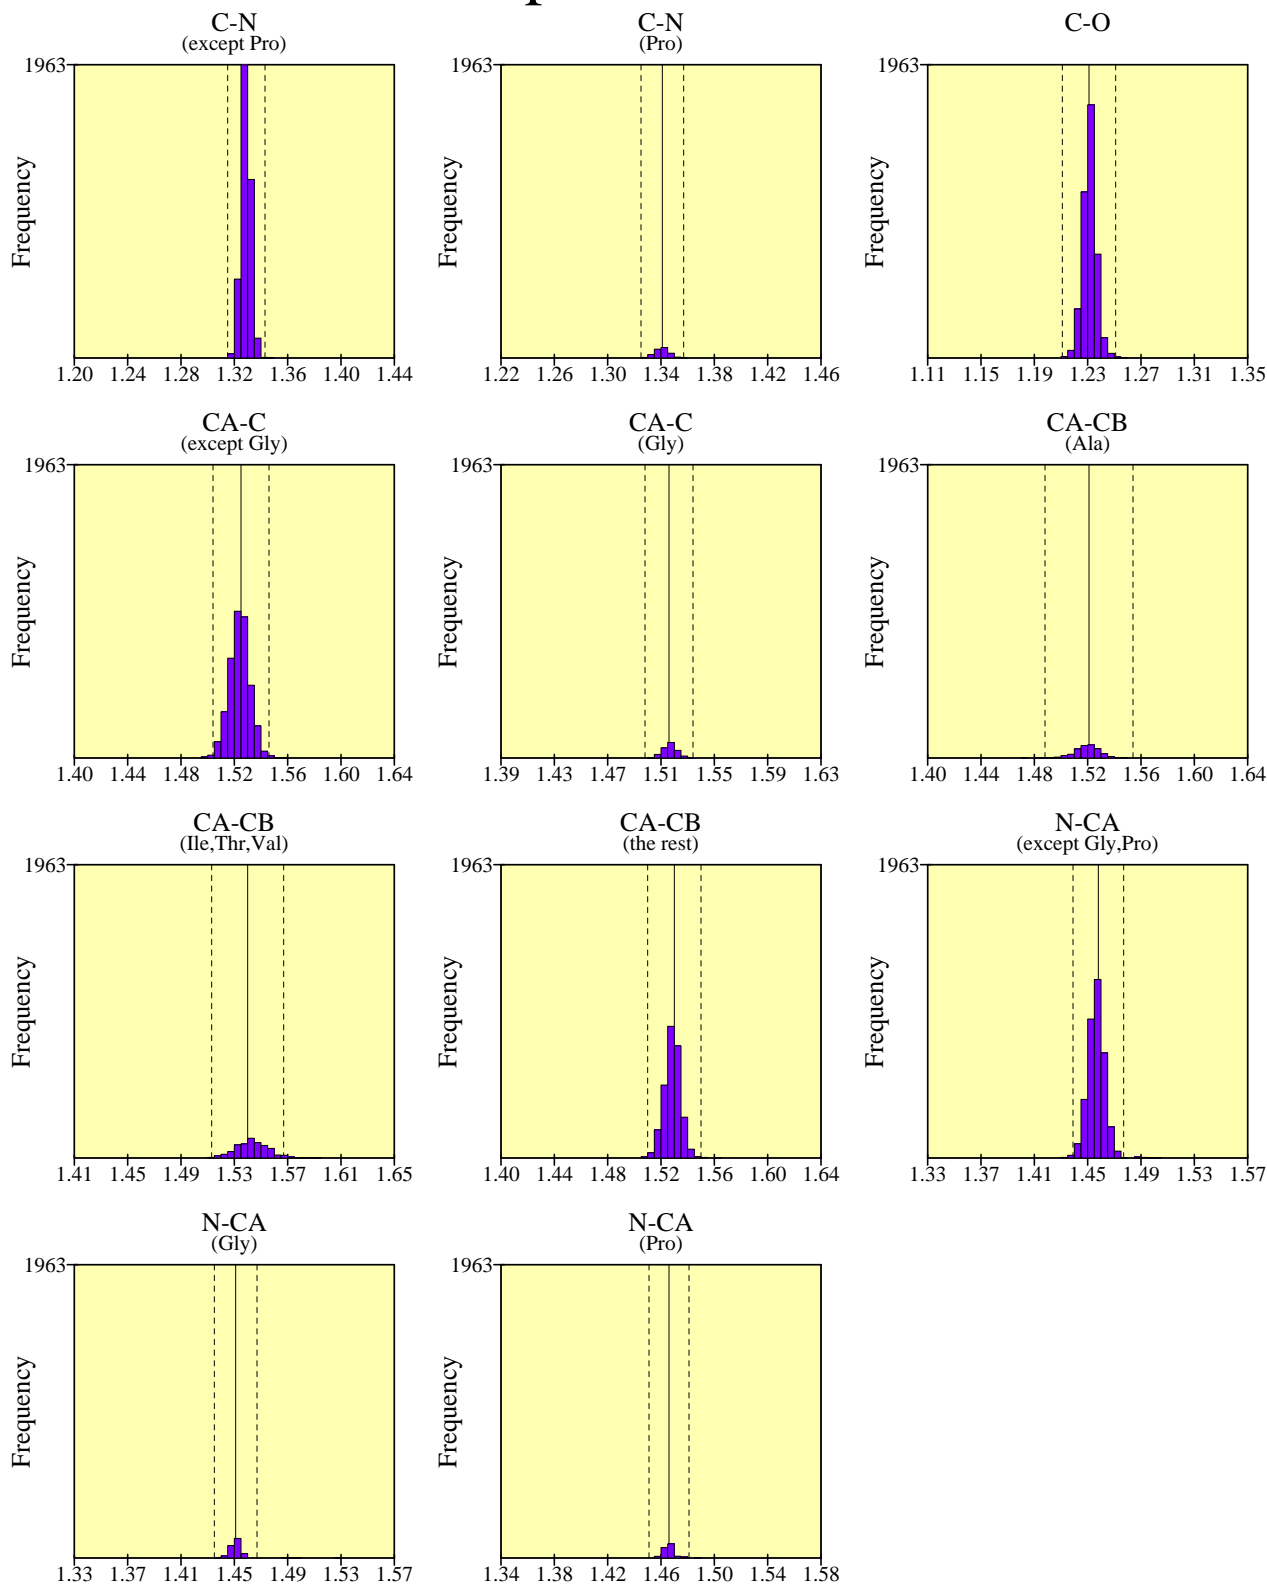 C-N
(except Pro)
1963
Frequency
1.20 1.24 1.28 1.32 1.36 1.40 1.44
C-N
(Pro)
1963
Frequency
1.22 1.26 1.30 1.34 1.38 1.42 1.46
C-O
1963
Frequency
1.11 1.15 1.19 1.23 1.27 1.31 1.35
CA-C
(except Gly)
1963
Frequency
1.40 1.44 1.48 1.52 1.56 1.60 1.64
CA-C
(Gly)
1963
Frequency
1.39 1.43 1.47 1.51 1.55 1.59 1.63
CA-CB
(Ala)
1963
Frequency
1.40 1.44 1.48 1.52 1.56 1.60 1.64
CA-CB
(Ile,Thr,Val)
1963
Frequency
1.41 1.45 1.49 1.53 1.57 1.61 1.65
CA-CB
(the rest)
1963
Frequency
1.40 1.44 1.48 1.52 1.56 1.60 1.64
N-CA
(except Gly,Pro)
1963
Frequency
1.33 1.37 1.41 1.45 1.49 1.53 1.57
N-CA
(Gly)
1963
Frequency
1.33 1.37 1.41 1.45 1.49 1.53 1.57
N-CA
(Pro)
1963
Frequency
1.34 1.38 1.42 1.46 1.50 1.54 1.58